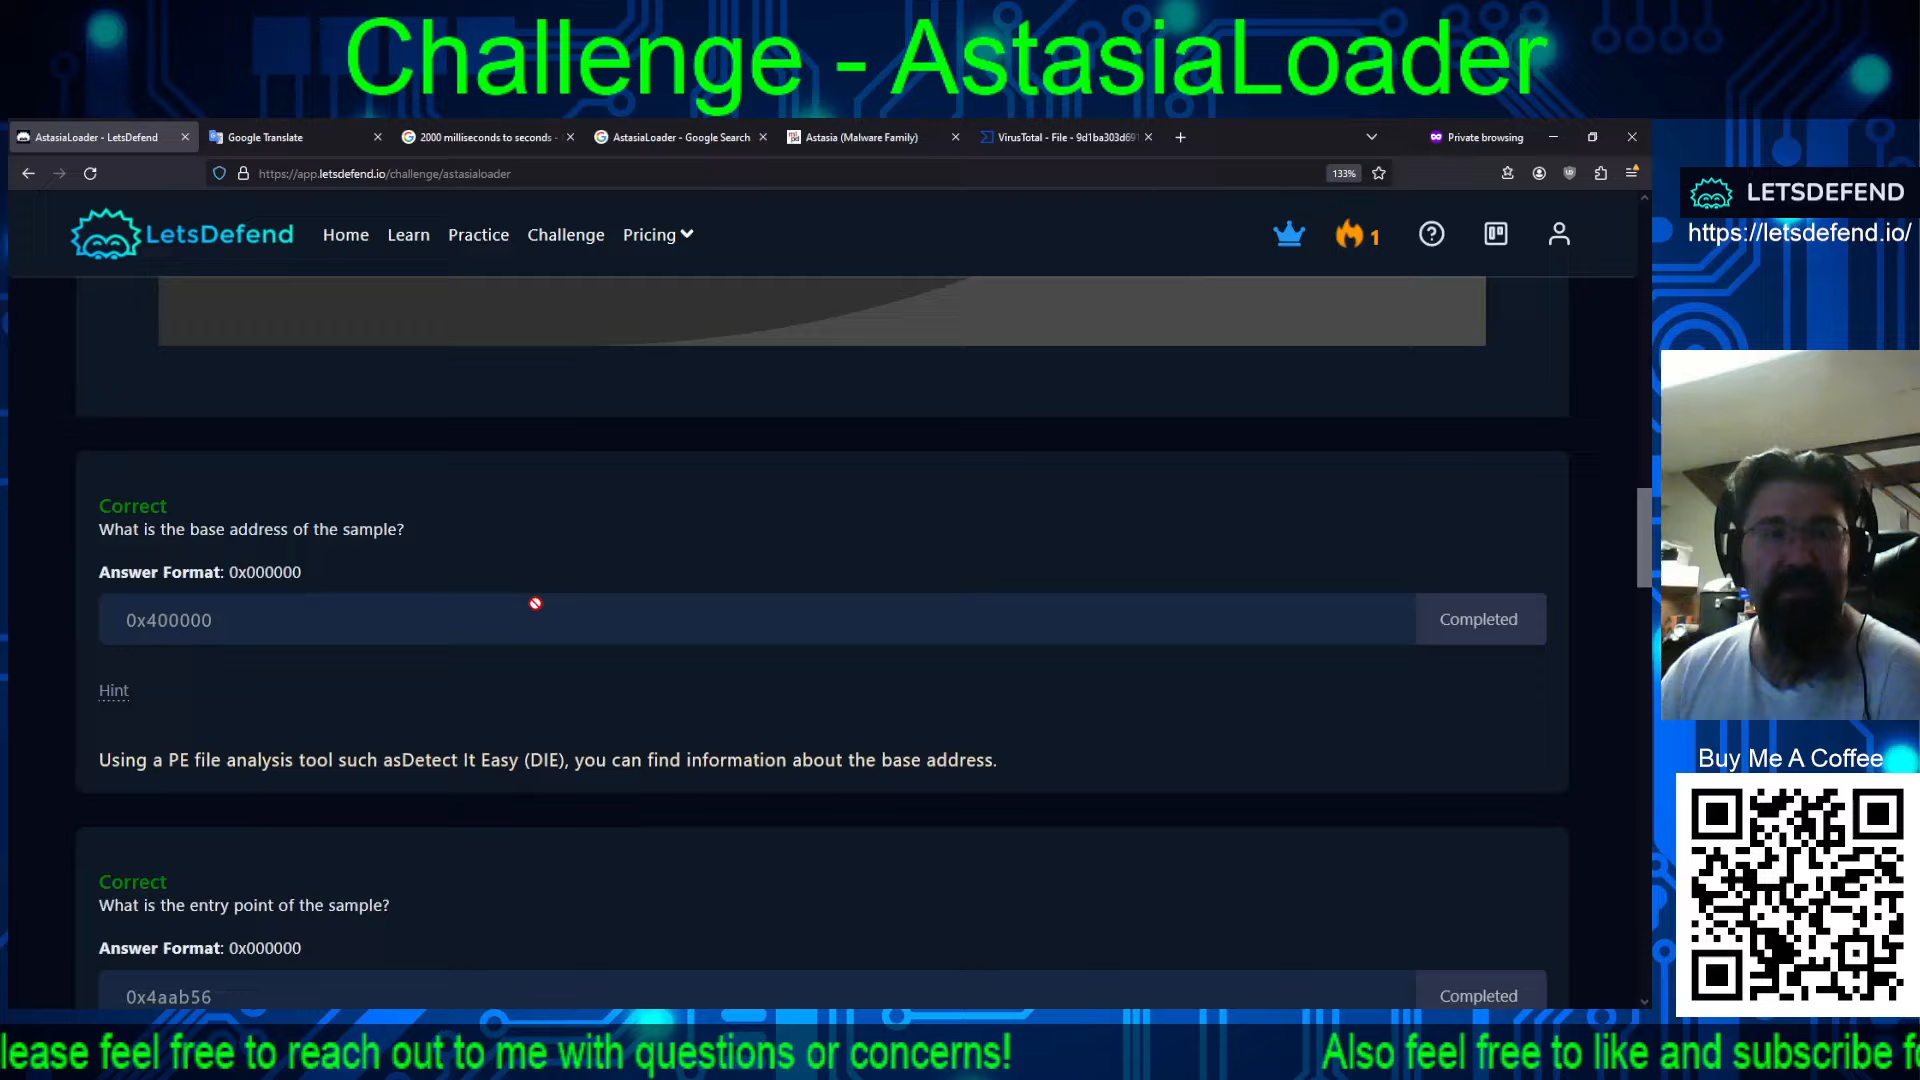 Challenge - AstasiaLoader
AstasiaLoader - LetsDefend
Google Translate
2000 milliseconds to seconds -
AstasiaLoader - Google Search
Astasia (Malware Family)
VirusTotal - File - 9d1ba303d691
Private browsing
https://app.letsdefend.io/challenge/astasialoader
133%
LetsDefend
Home
Learn
Practice
Challenge
Pricing
1
LETSDEFEND
https://letsdefend.io/
Correct
What is the base address of the sample?
Answer Format: 0x000000
0x400000
Completed
Hint
Using a PE file analysis tool such asDetect It Easy (DIE), you can find information about the base address.
Correct
What is the entry point of the sample?
Answer Format: 0x000000
0x4aab56
Completed
Buy Me A Coffee
lease feel free to reach out to me with questions or concerns!
Also feel free to like and subscribe fo